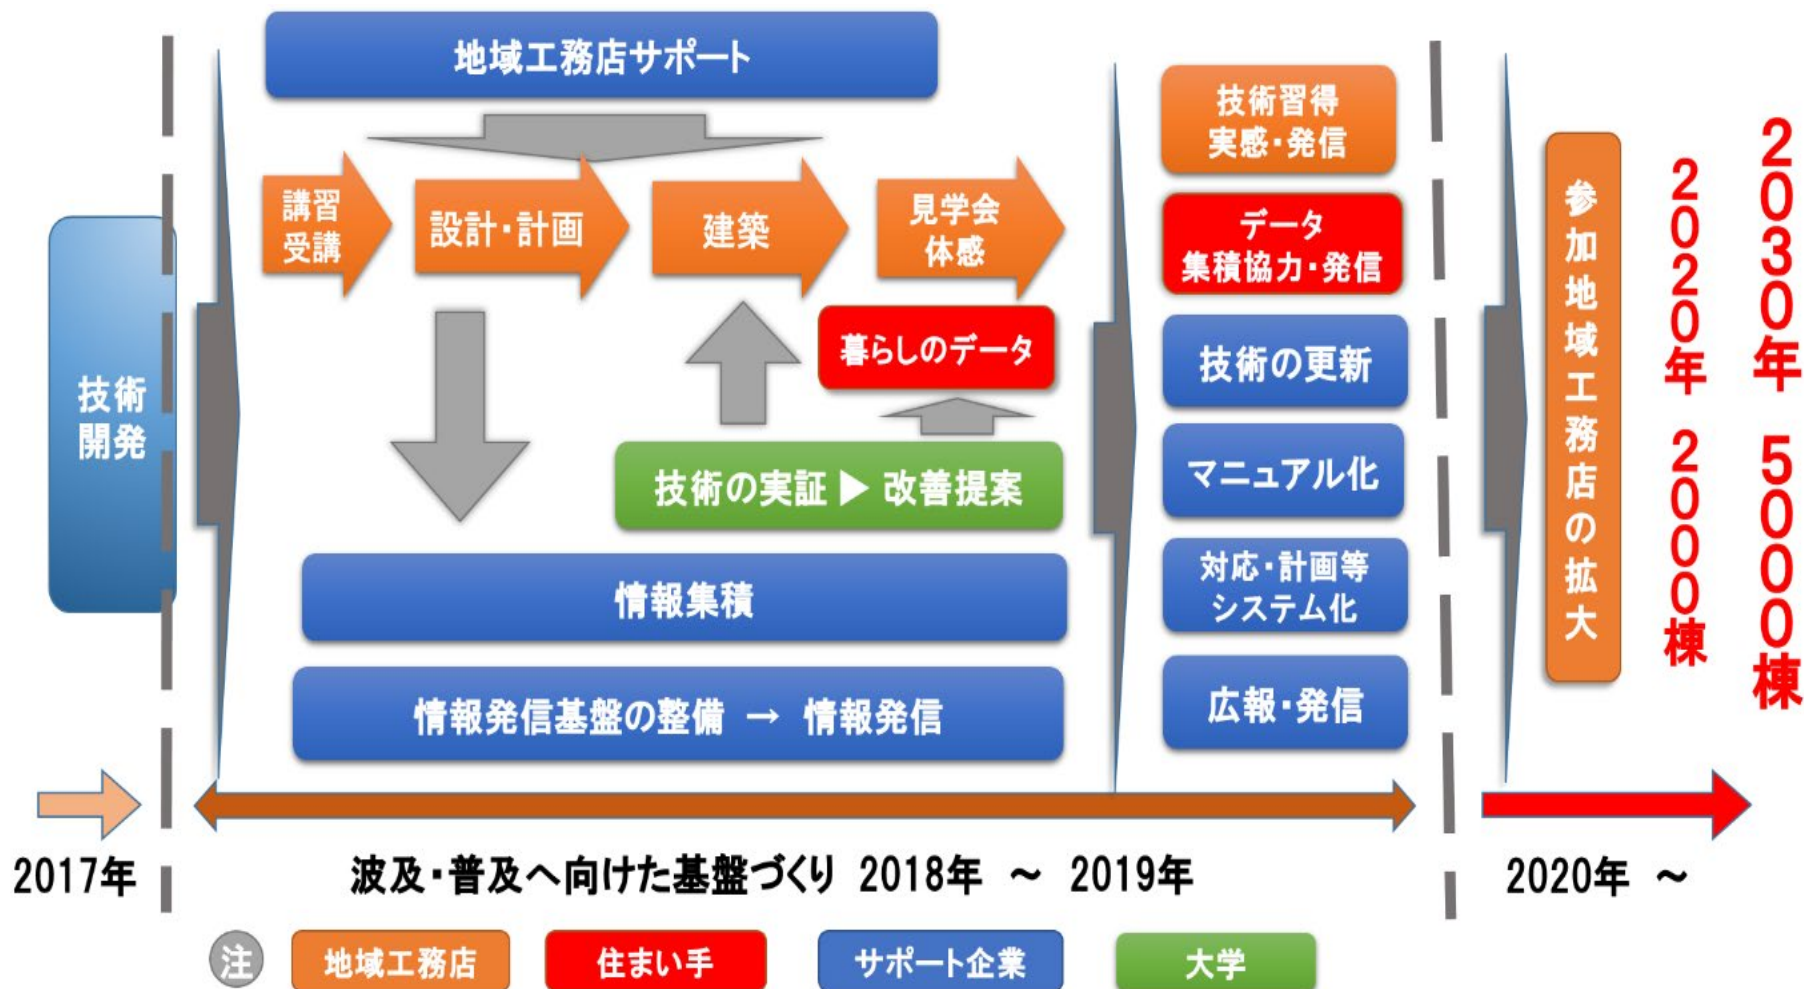 地域工務店サポート
講習
受講
設計・計画
建築
見学会
体感
暮らしのデータ
技術
開発
技術の実証 ▶ 改善提案
情報集積
情報発信基盤の整備 → 情報発信
技術習得
実感・発信
データ
集積協力・発信
技術の更新
マニュアル化
対応・計画等
システム化
広報・発信
参加地域工務店の拡大
2020年 2000棟
2030年 5000棟
2017年
波及・普及へ向けた基盤づくり 2018年 ～ 2019年
2020年 ～
注
地域工務店
住まい手
サポート企業
大学